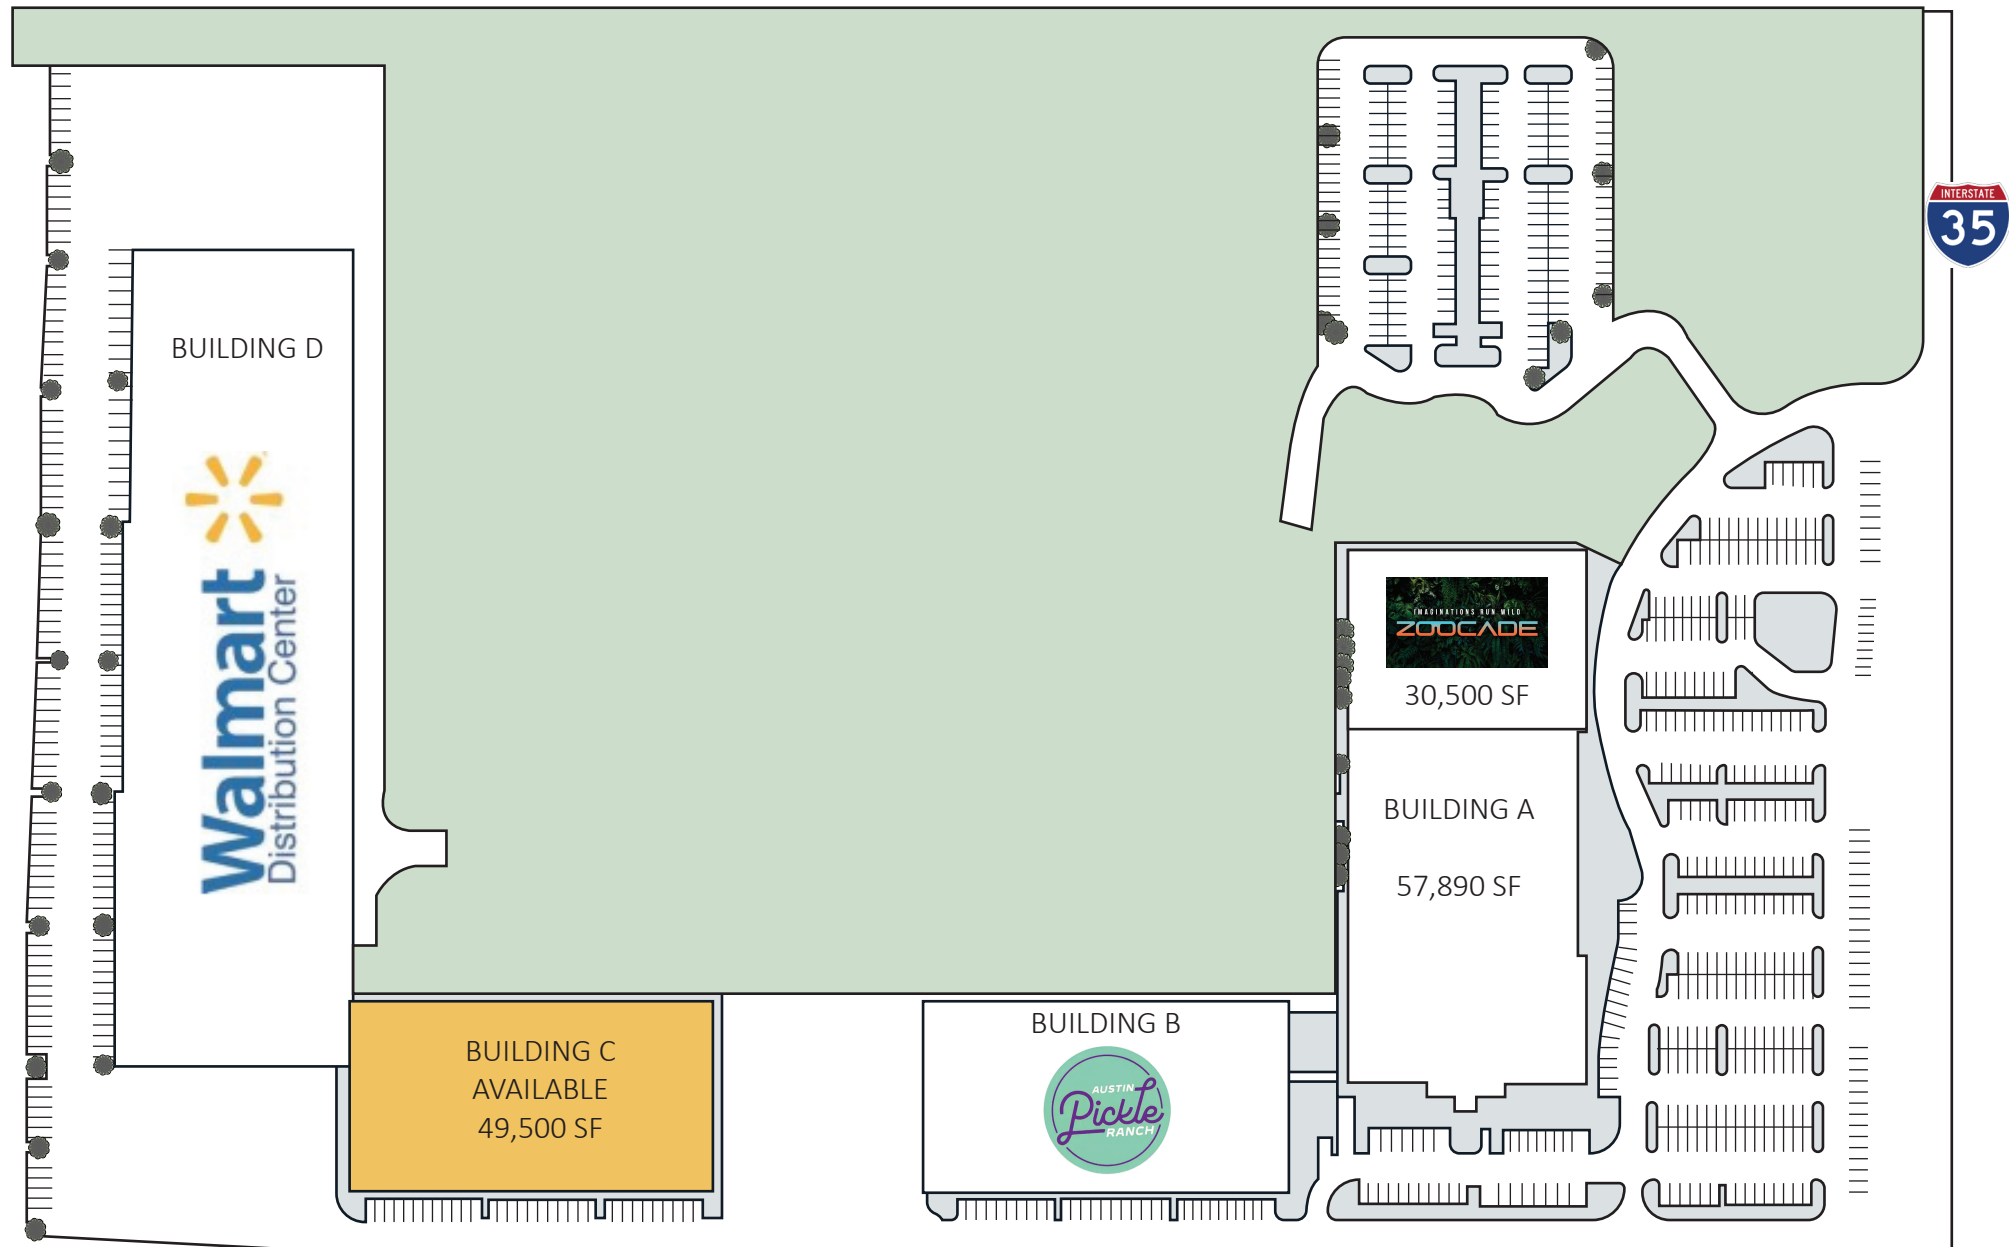 INTERSTATE
35
BUILDING D
Walmart
Distribution Center
IMAGINATIONS RUN WILD
ZOOCADE
30,500 SF
BUILDING A
57,890 SF
BUILDING C
AVAILABLE
49,500 SF
BUILDING B
AUSTIN
Pickle
RANCH